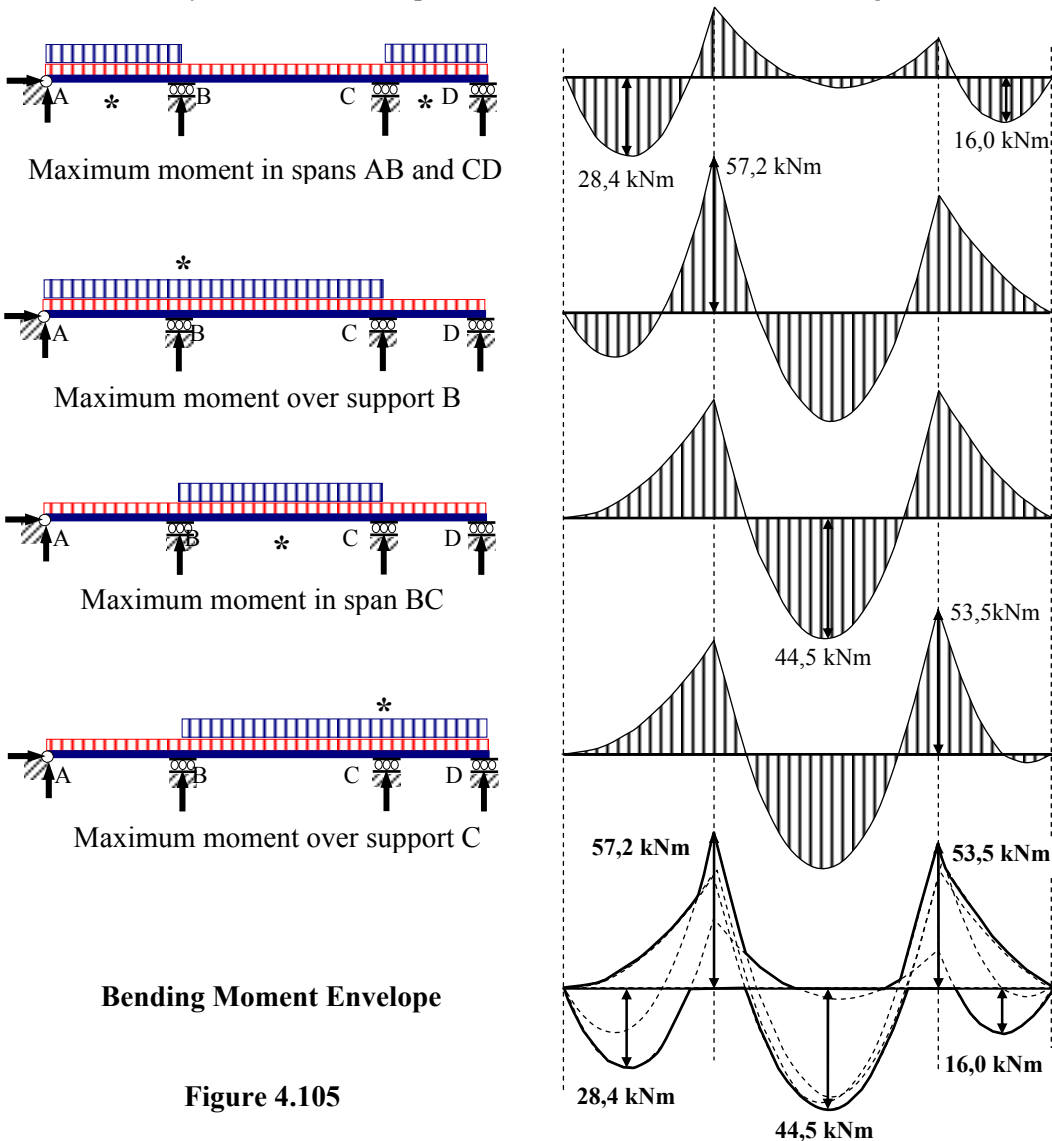 A * B C * D
Maximum moment in spans AB and CD
28,4 kNm
57,2 kNm
16,0 kNm
*
A B C D
Maximum moment over support B
A B * C D
Maximum moment in span BC
44,5 kNm
53,5kNm
*
A B C D
Maximum moment over support C
57,2 kNm
53,5 kNm
Bending Moment Envelope
28,4 kNm
44,5 kNm
16,0 kNm
Figure 4.105